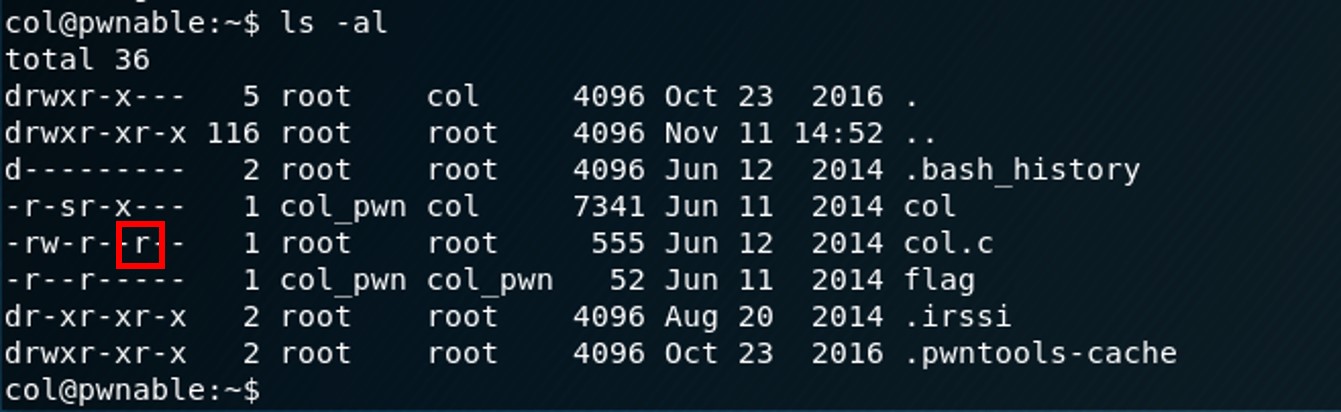 col@pwnable:~$ ls -al
total 36
drwxr-x---   5 root    col     4096 Oct 23  2016 .
drwxr-xr-x 116 root    root    4096 Nov 11 14:52 ..
d---------   2 root    root    4096 Jun 12  2014 .bash_history
-r-sr-x---   1 col_pwn col     7341 Jun 11  2014 col
-rw-r--r--   1 root    root     555 Jun 12  2014 col.c
-r--r-----   1 col_pwn col_pwn   52 Jun 11  2014 flag
dr-xr-xr-x   2 root    root    4096 Aug 20  2014 .irssi
drwxr-xr-x   2 root    root    4096 Oct 23  2016 .pwntools-cache
col@pwnable:~$